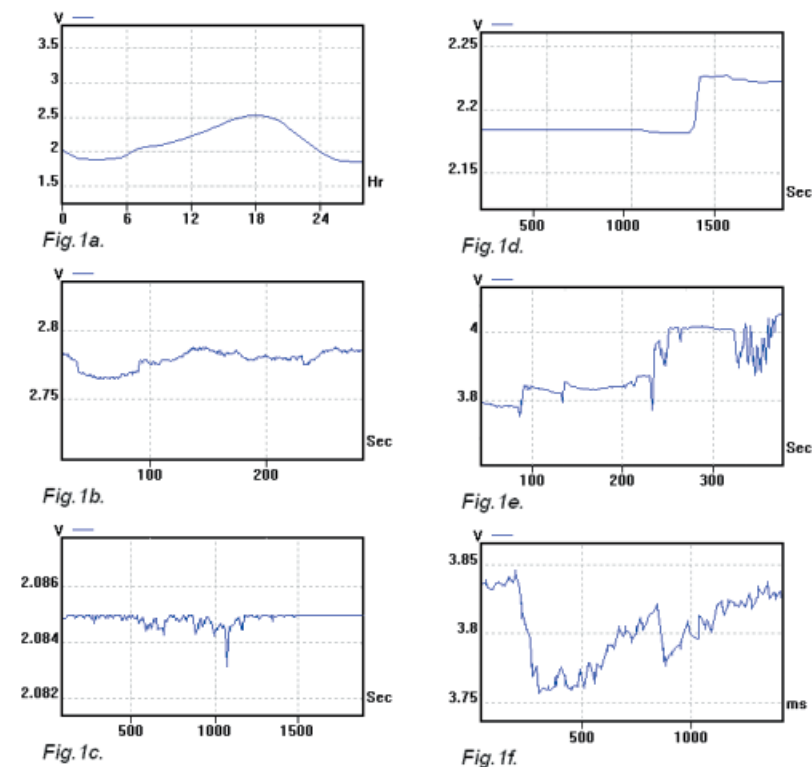 V
3.5
3
2.5
2
1.5
Hr
0 6 12 18 24
Fig.1a.
V
2.8
2.75
Sec
100 200
Fig.1b.
V
2.086
2.084
2.082
Sec
500 1000 1500
Fig.1c.
V
2.25
2.2
2.15
Sec
500 1000 1500
Fig.1d.
V
4
3.8
Sec
100 200 300
Fig.1e.
V
3.85
3.8
3.75
ms
500 1000
Fig.1f.